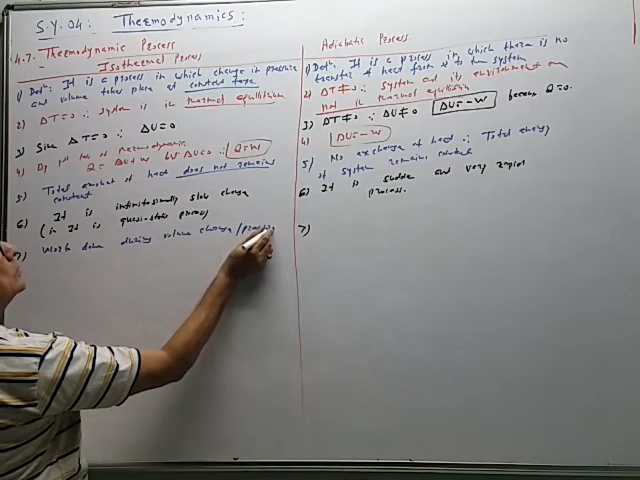 S.Y. 04: Thermodynamics:
4.7. Thermodynamic Process
Isothermal Process
1) Defn: It is a process in which change in pressure
and volume takes place at constant temp.
2) ΔT=0 ∴ System is in thermal equilibrium
3) Since ΔT=0 ∴ ΔU=0
4) By 1st law of thermodynamic
Q = ΔU+W but ΔU=0 ∴ Q=W
5) Total amount of heat does not remains
constant
6) It is infinitesimally slow change
(ie It is quasi-static process)
7) Work done during volume change /
Adiabatic Process
1) Defn: It is a process in which there is no
transfer of heat from or to the system
2) ΔT≠0 ∴ System and its environment are
not in thermal equilibrium
3) ΔT≠0 ∴ ΔU≠0 ΔU=-W because Q=0.
4) ΔU=-W
5) No exchange of heat ∴ Total energy
of system remains constant
6) It is sudden and very rapid
process.
7)